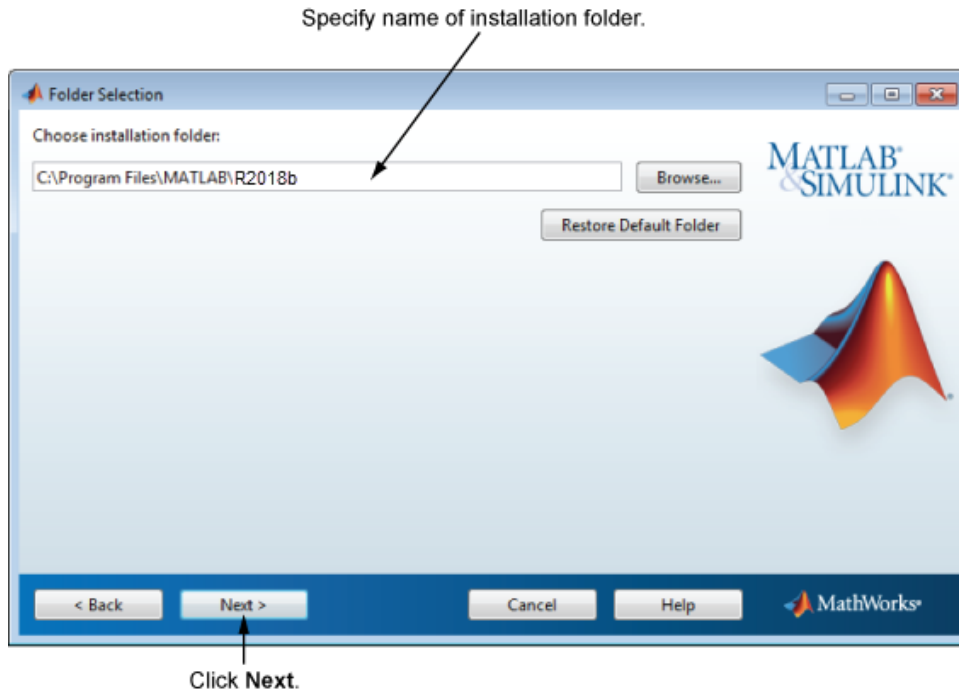 Specify name of installation folder.
Folder Selection
Choose installation folder:
C:\Program Files\MATLAB\R2018b
Browse...
Restore Default Folder
MATLAB®
&SIMULINK®
®
< Back
Next >
Cancel
Help
MathWorks®
Click Next.